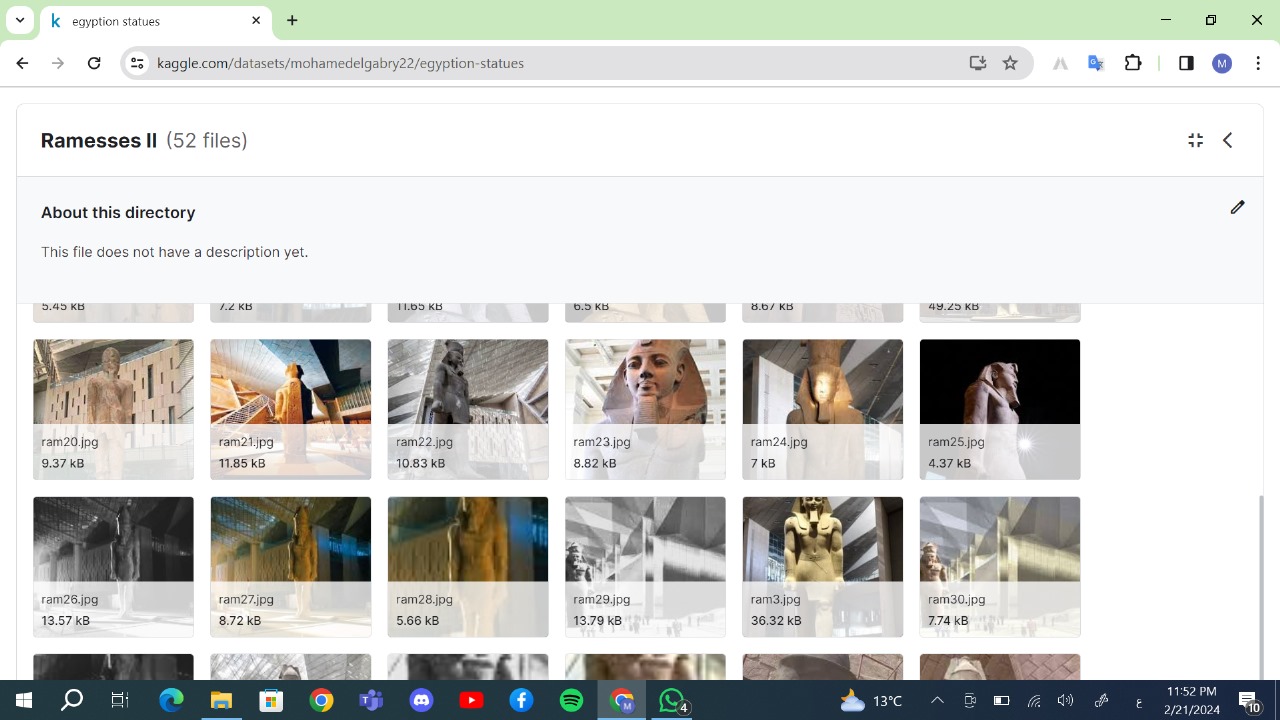 egyption statues
kaggle.com/datasets/mohamedelgabry22/egyption-statues
M
Ramesses II (52 files)
About this directory
This file does not have a description yet.
5.45 kB 7.2 kB 11.65 kB 6.5 kB 8.67 kB 49.25 kB
ram20.jpg ram21.jpg ram22.jpg ram23.jpg ram24.jpg ram25.jpg
9.37 kB 11.85 kB 10.83 kB 8.82 kB 7 kB 4.37 kB
ram26.jpg ram27.jpg ram28.jpg ram29.jpg ram3.jpg ram30.jpg
13.57 kB 8.72 kB 5.66 kB 13.79 kB 36.32 kB 7.74 kB
M 4 13°C ع 11:52 PM 10
2/21/2024